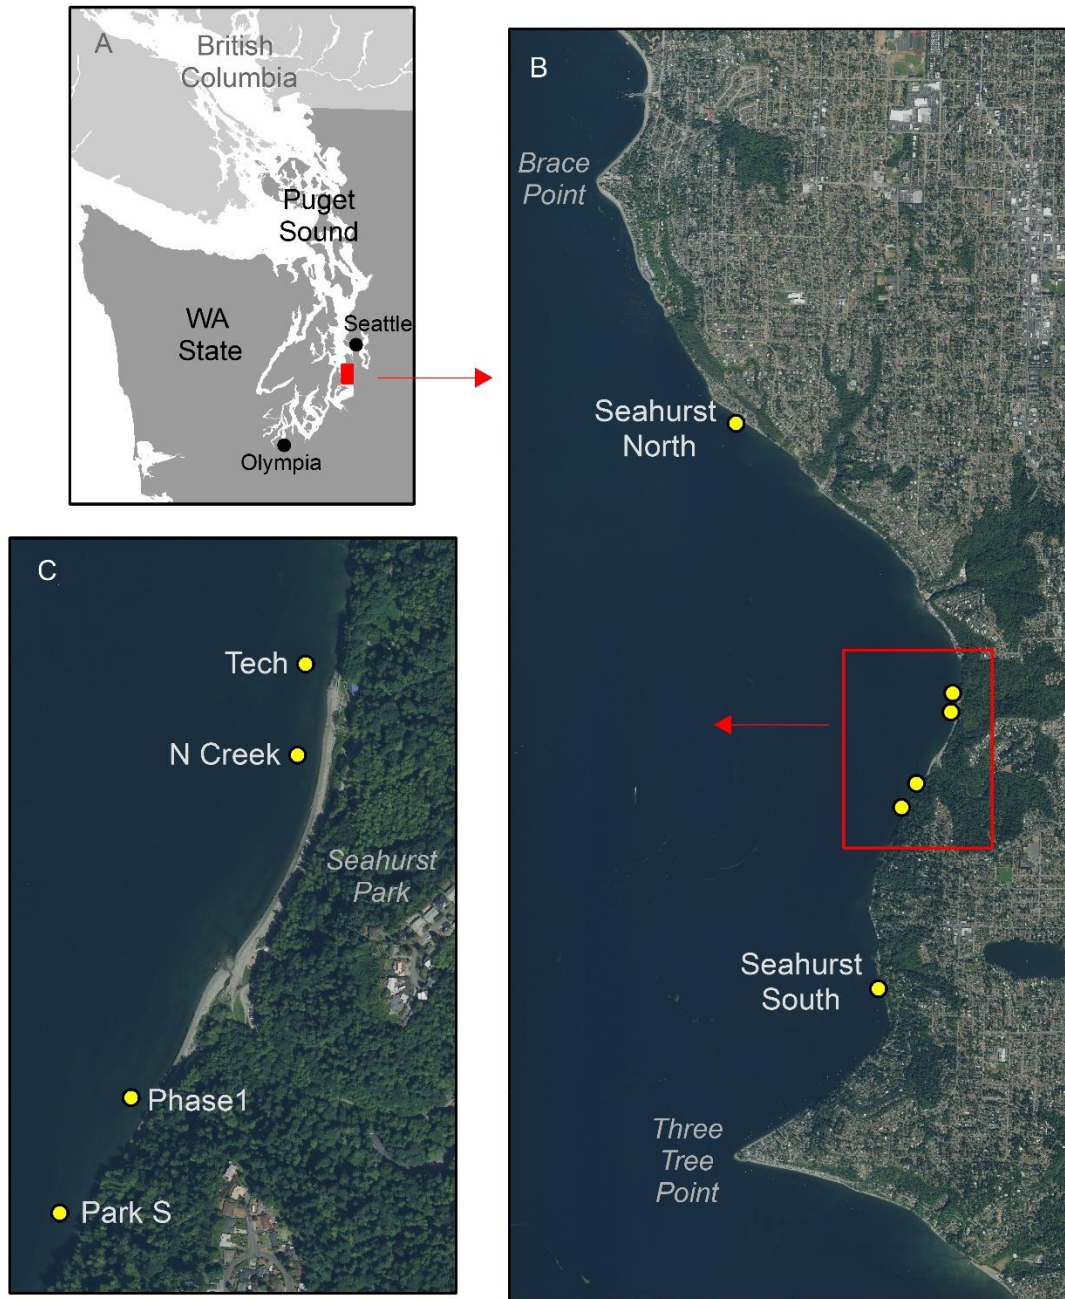 A
British
Columbia
Puget
Sound
WA
State
Seattle
Olympia
B
Brace
Point
Seahurst
North
Seahurst
South
Three
Tree
Point
C
Tech
N Creek
Seahurst
Park
Phase1
Park S